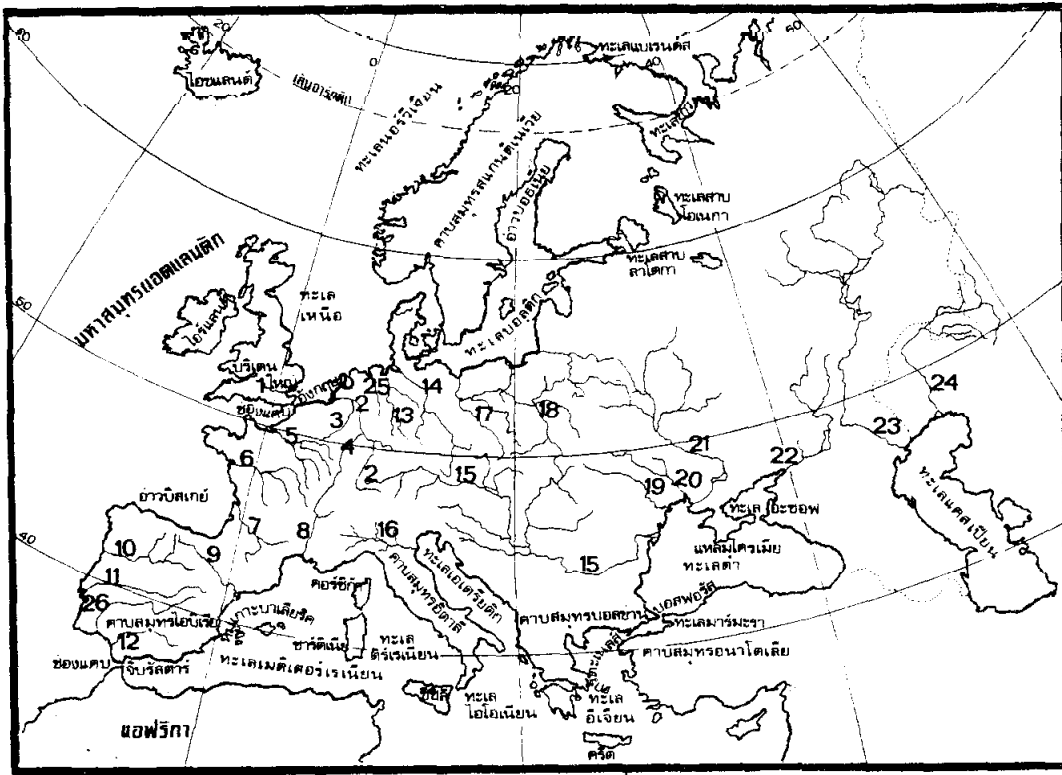 40
20
0
20
40
60
ไอซแลนด์
เส้นอาร์คติก
ทะเลนอร์วีเจียน
ทะเลแบเรนต์ส
คาบสมุทรสแกนดิเนเวีย
อ่าวบอธเนีย
ทะเลสาบ
โอเนกา
ทะเลสาบ
ลาโดกา
มหาสมุทรแอตแลนติก
50
ไอร์แลนด์
ทะเล
เหนือ
ทะเลบอลติก
บริเตน
ใหญ่
1
ช่องแคบ
อังกฤษ
25
14
2
3
13
17
18
24
5
4
21
23
6
2
15
22
19
20
อ่าวบิสเกย์
ทะเลอะซอฟ
ทะเลแคสเปียน
7
8
16
แหลมไครเมีย
ทะเลดำ
40
10
9
15
11
คอร์ซิกา
คาบสมุทรอิตาลี
ทะเลเอเดรียติก
26
คาบสมุทรไอบีเรีย
หมู่เกาะบาเลียริค
คาบสมุทรบอลขาน
บอสพอรัส
ทะเลมาร์มะรา
12
ซาร์ดิเนีย
ทะเล
ติร์เรเนียน
คาบสมุทรอนาโตเลีย
ช่องแคบ
จิบรัลตาร์
ทะเลเมดิเตอร์เรเนียน
ซิซิลี
ทะเล
ไอโอเนียน
ทะเล
อีเจียน
แอฟริกา
ครีต